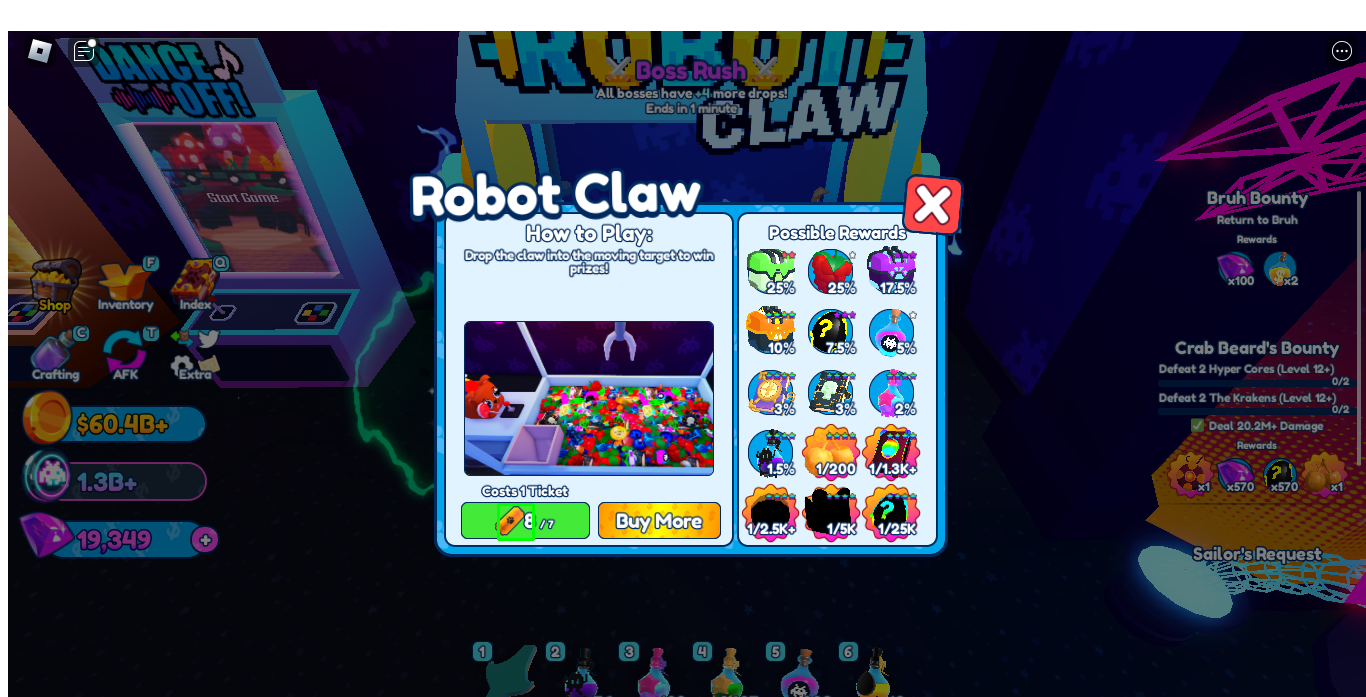 DANCE
OFF!
ROBOT
CLAW
Boss Rush
All bosses have +4 more drops!
Ends in 1 minute
Start Game
Robot Claw
How to Play:
Drop the claw into the moving target to win
prizes!
Costs 1 Ticket
8 / 7
Buy More
Possible Rewards
25%
25%
17.5%
10%
7.5%
5%
3%
3%
2%
1.5%
1/200
1/1.3K+
1/2.5K+
1/5K
1/25K
Shop
F
Inventory
Q
Index
C
Crafting
T
AFK
Extra
$60.4B+
1.3B+
19,349
Bruh Bounty
Return to Bruh
Rewards
x100
x2
Crab Beard's Bounty
Defeat 2 Hyper Cores (Level 12+)
0/2
Defeat 2 The Krakens (Level 12+)
0/2
Deal 20.2M+ Damage
Rewards
x1
x570
x570
x1
Sailor's Request
1
2
3
4
5
6